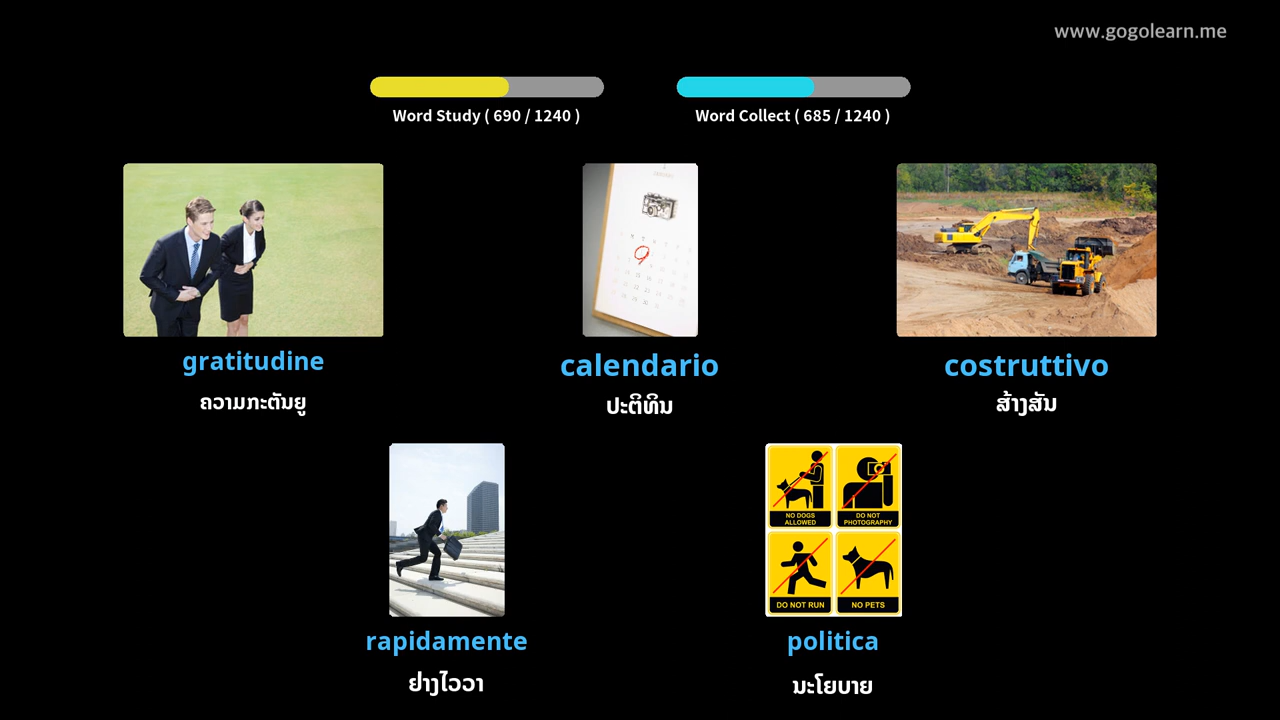 www.gogolearn.me
Word Study ( 690 / 1240 )
Word Collect ( 685 / 1240 )
gratitudine
calendario
costruttivo
ຄວາມກະຕັນຍູ
ປະຕິທິນ
ສ້າງສັນ
NO DOGS
ALLOWED
DO NOT
PHOTOGRAPHY
DO NOT RUN
NO PETS
rapidamente
politica
ຢ່າງໄວວາ
ນະໂຍບາຍ